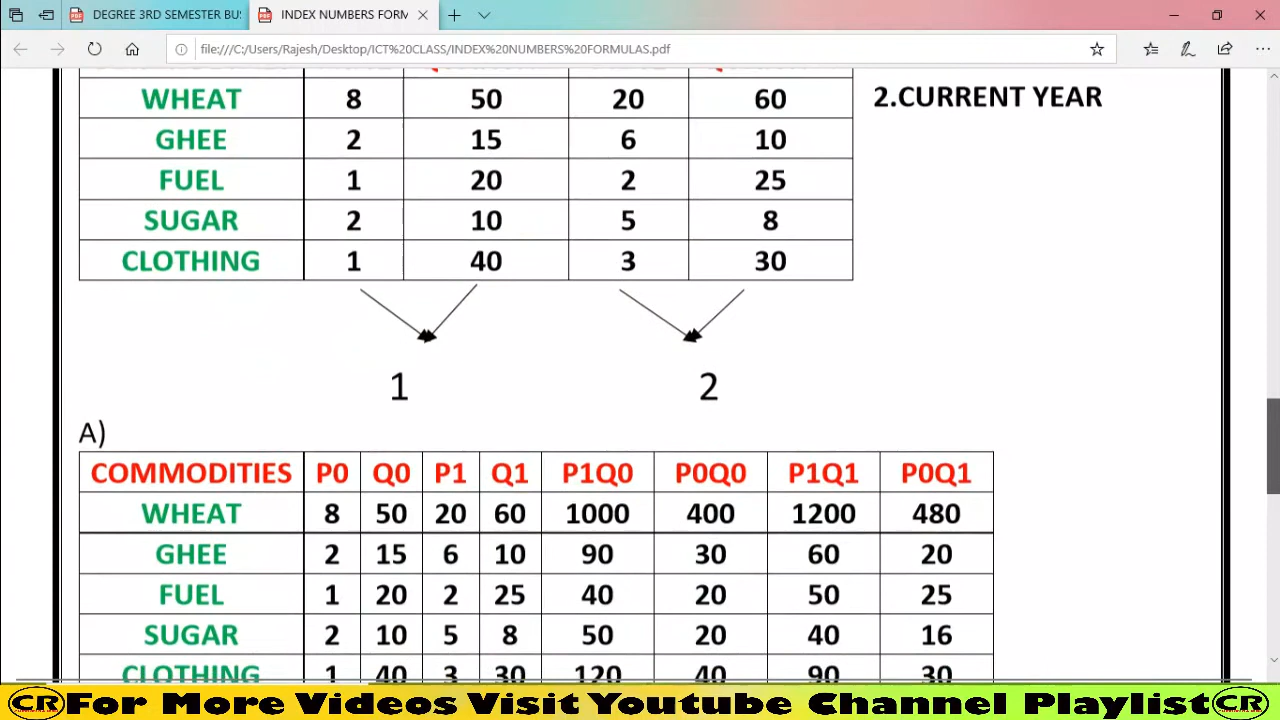 DEGREE 3RD SEMESTER BU
INDEX NUMBERS FORM
file:///C:/Users/Rajesh/Desktop/ICT%20CLASS/INDEX%20NUMBERS%20FORMULAS.pdf
WHEAT 8 50 20 60
2.CURRENT YEAR
GHEE 2 15 6 10
FUEL 1 20 2 25
SUGAR 2 10 5 8
CLOTHING 1 40 3 30
1 2
A)
COMMODITIES P0 Q0 P1 Q1 P1Q0 P0Q0 P1Q1 P0Q1
WHEAT 8 50 20 60 1000 400 1200 480
GHEE 2 15 6 10 90 30 60 20
FUEL 1 20 2 25 40 20 50 25
SUGAR 2 10 5 8 50 20 40 16
CLOTHING 1 40 3 30 120 40 90 30
CR For More Videos Visit Youtube Channel Playlist CR